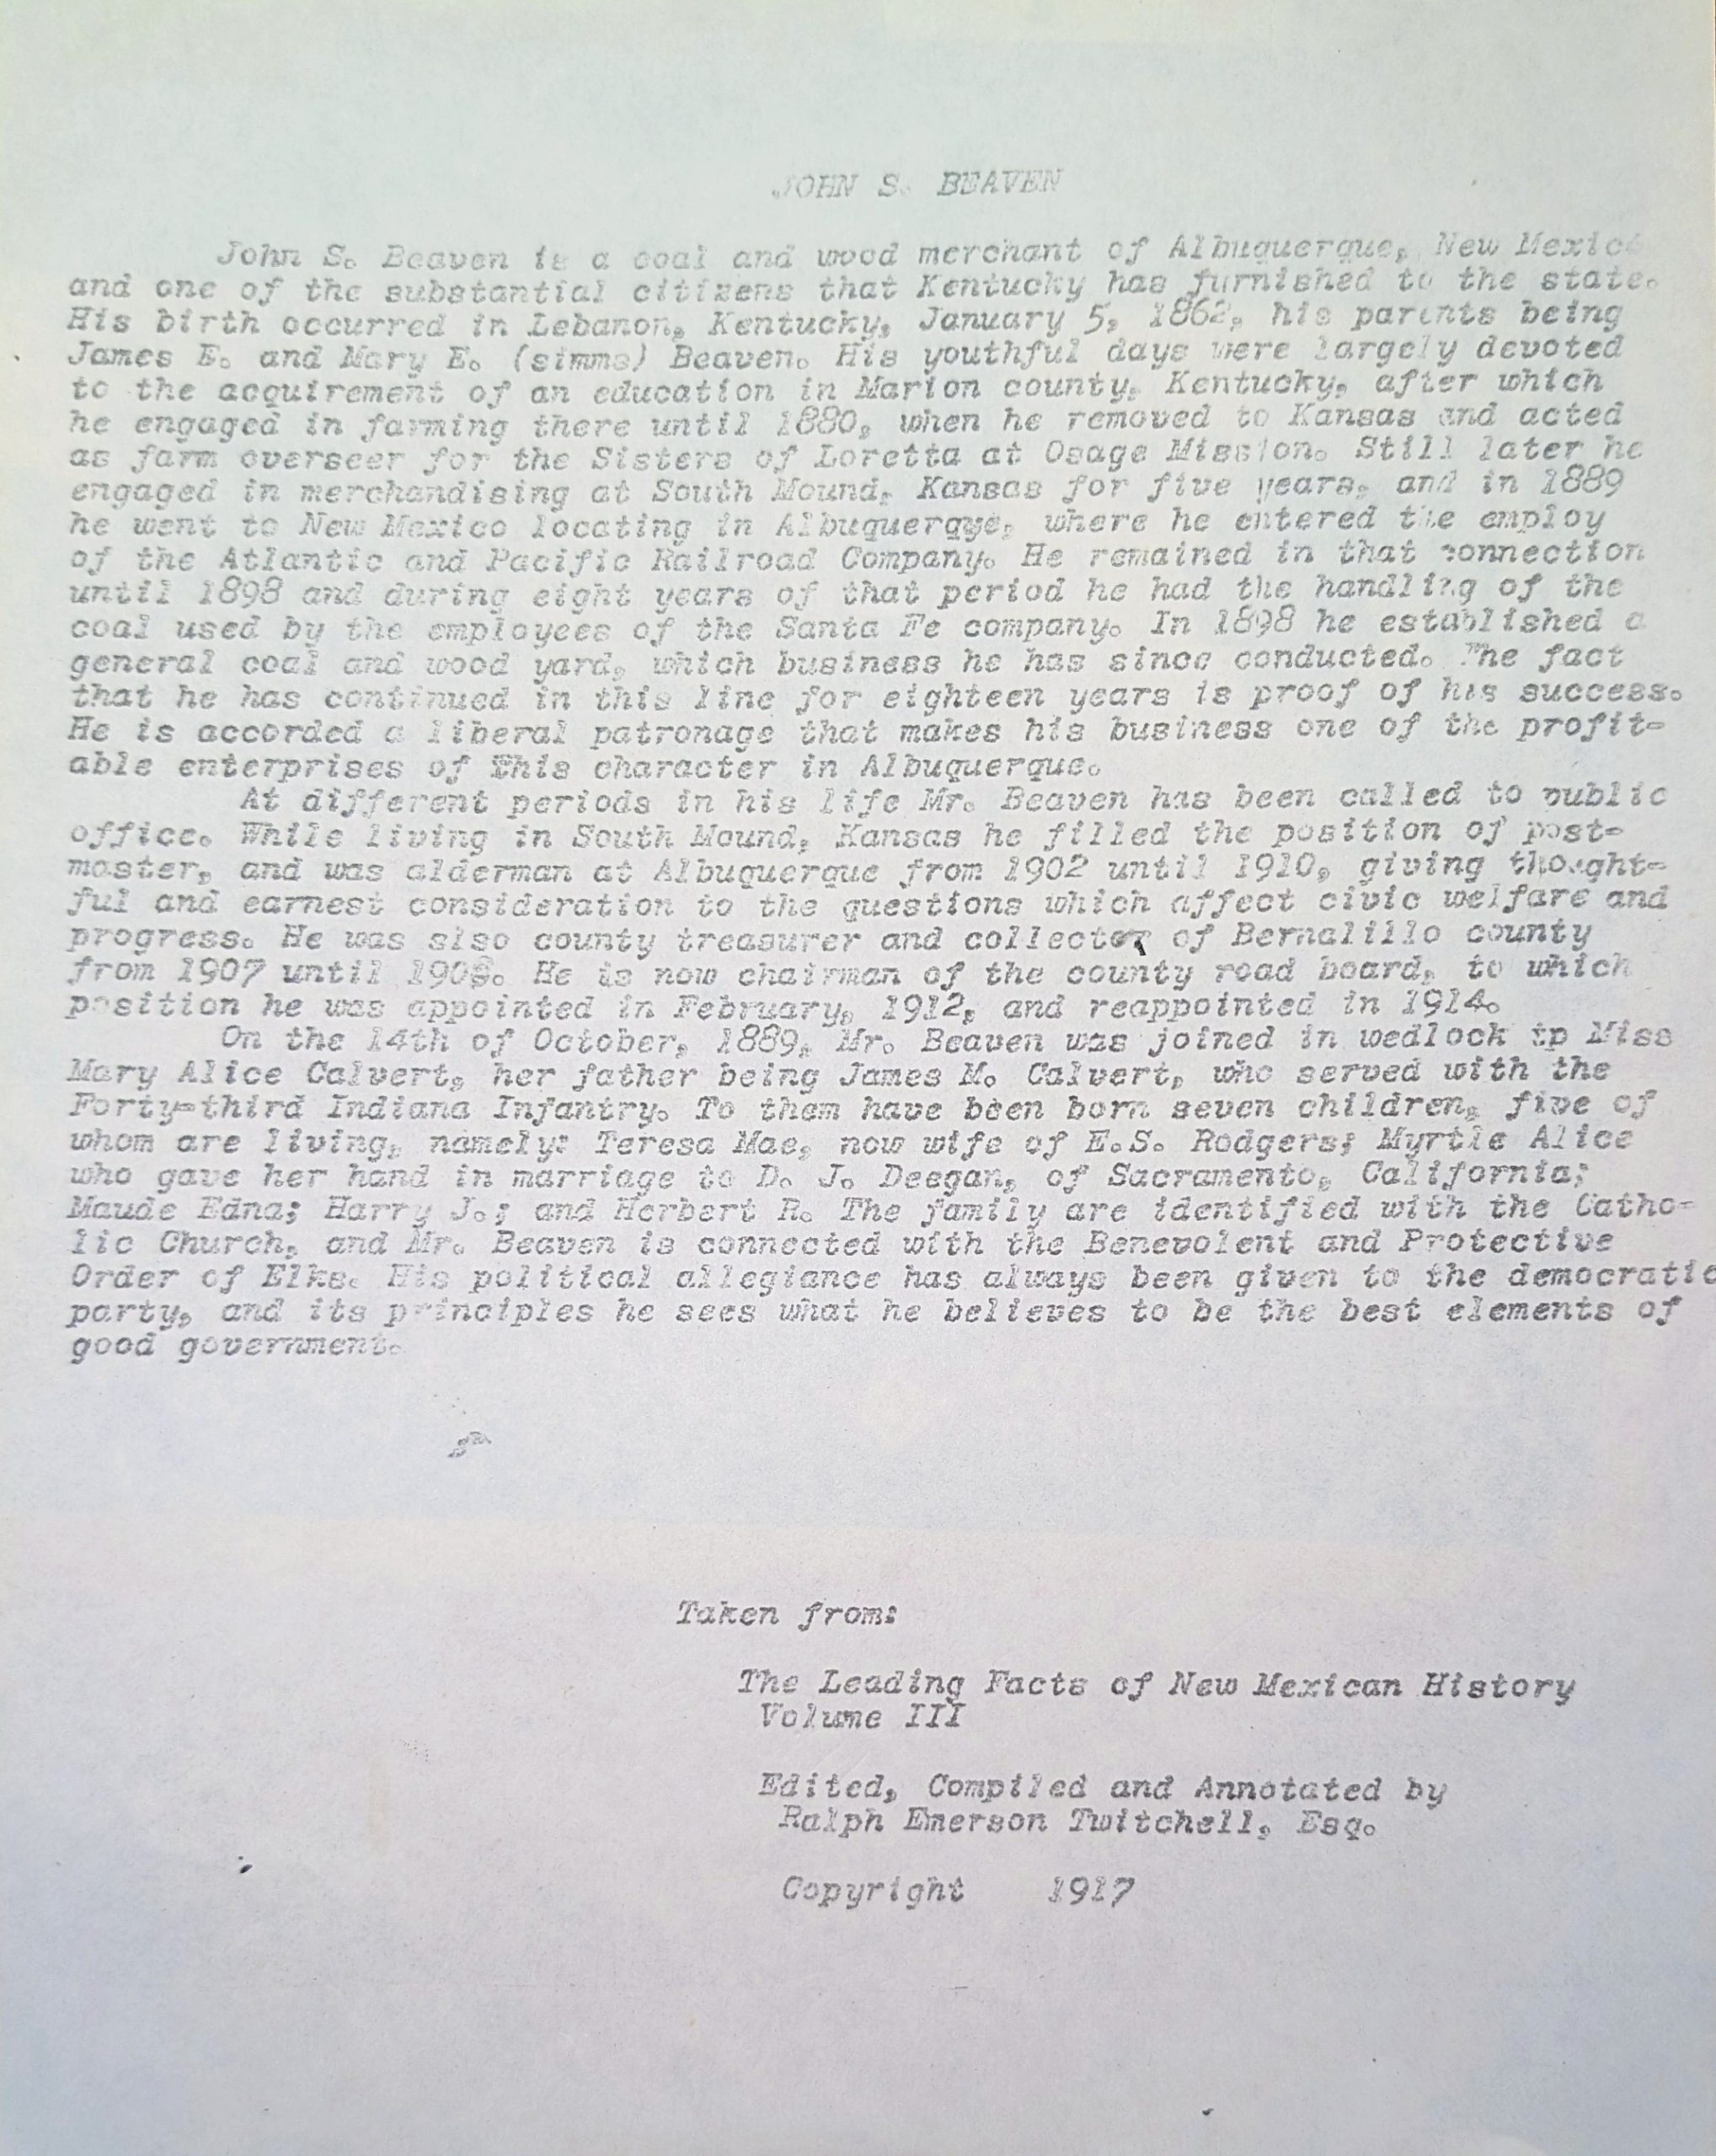 JOHN S. BEAVEN
John S. Beaven is a coal and wood merchant of Albuquerque, New Mexico
and one of the substantial citizens that Kentucky has furnished to the state.
His birth occurred in Lebanon, Kentucky, January 5, 1862, his parents being
James E. and Mary E. (simms) Beaven. His youthful days were largely devoted
to the acquirement of an education in Marion county, Kentucky, after which
he engaged in farming there until 1880, when he removed to Kansas and acted
as farm overseer for the Sisters of Loretta at Osage Mission. Still later he
engaged in merchandising at South Mound, Kansas for five years, and in 1889
he went to New Mexico locating in Albuquerqye, where he entered the employ
of the Atlantic and Pacific Railroad Company. He remained in that connection
until 1898 and during eight years of that period he had the handling of the
coal used by the employees of the Santa Fe company. In 1898 he established a
general coal and wood yard, which business he has since conducted. The fact
that he has continued in this line for eighteen years is proof of his success.
He is accorded a liberal patronage that makes his business one of the profit-
able enterprises of this character in Albuquerque.
At different periods in his life Mr. Beaven has been called to public
office. While living in South Mound, Kansas he filled the position of post-
master, and was alderman at Albuquerque from 1902 until 1910, giving thought-
ful and earnest consideration to the questions which affect civic welfare and
progress. He was slso county treasurer and collector of Bernalillo county
from 1907 until. He is now chairman of the county road board, to which
position he was appointed in February, 1912, and reappointed in 1914.
On the 14th of October, 1889, Mr. Beaven was joined in wedlock tp Miss
Mary Alice Calvert, her father being James M. Calvert, who served with the
Forty-third Indiana Infantry. To them have been born seven children, five of
whom are living, namely: Teresa Mae, now wife of E.S. Rodgers; Myrtle Alice
who gave her hand in marriage to D. J. Deegan, of Sacramento, California;
Maude Edna; Harry J.; and Herbert R. The family are identified with the Catho-
lic Church, and Mr. Beaven is connected with the Benevolent and Protective
Order of Elks. His political allegiance has always been given to the democratic
party, and its principles he sees what he believes to be the best elements of
good government.
Taken from:
The Leading Facts of New Mexican History
Volume III
Edited, Compiled and Annotated by
Ralph Emerson Twitchell, Esq.
Copyright 1917